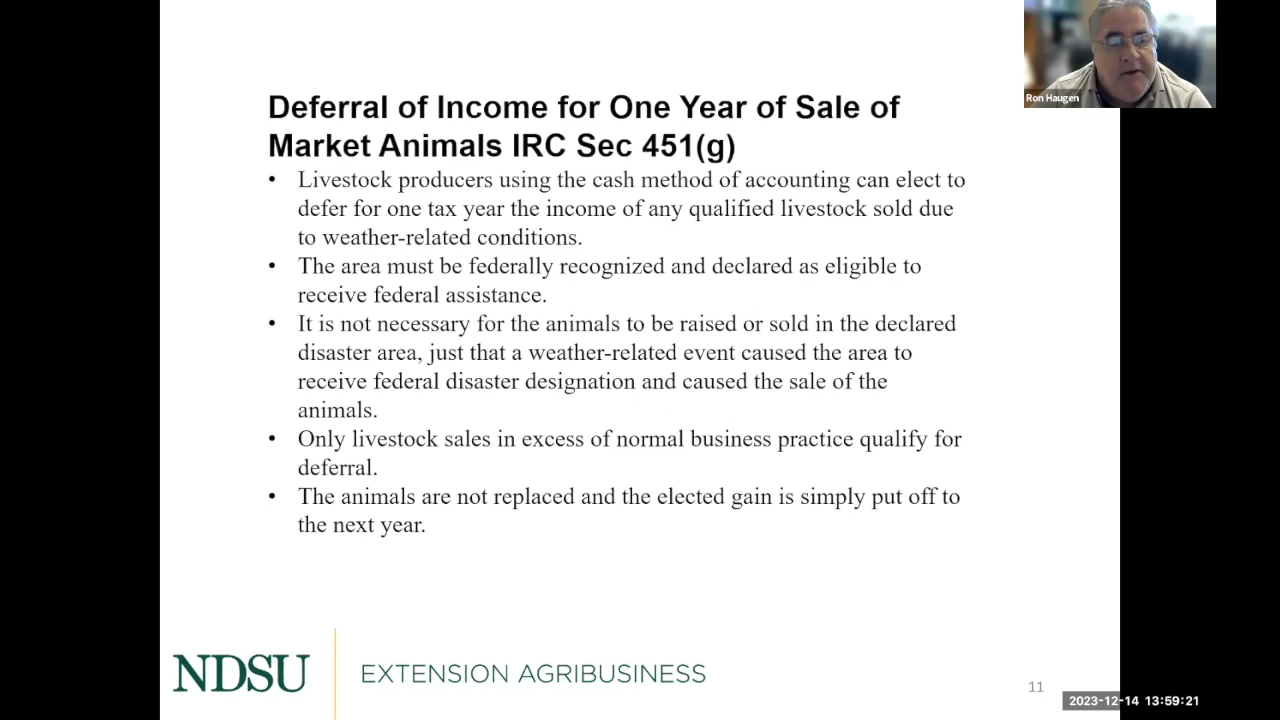 Ron Haugen
Deferral of Income for One Year of Sale of
Market Animals IRC Sec 451(g)
• Livestock producers using the cash method of accounting can elect to
defer for one tax year the income of any qualified livestock sold due
to weather-related conditions.
• The area must be federally recognized and declared as eligible to
receive federal assistance.
• It is not necessary for the animals to be raised or sold in the declared
disaster area, just that a weather-related event caused the area to
receive federal disaster designation and caused the sale of the
animals.
• Only livestock sales in excess of normal business practice qualify for
deferral.
• The animals are not replaced and the elected gain is simply put off to
the next year.
NDSU
EXTENSION AGRIBUSINESS
11
2023-12-14 13:59:21